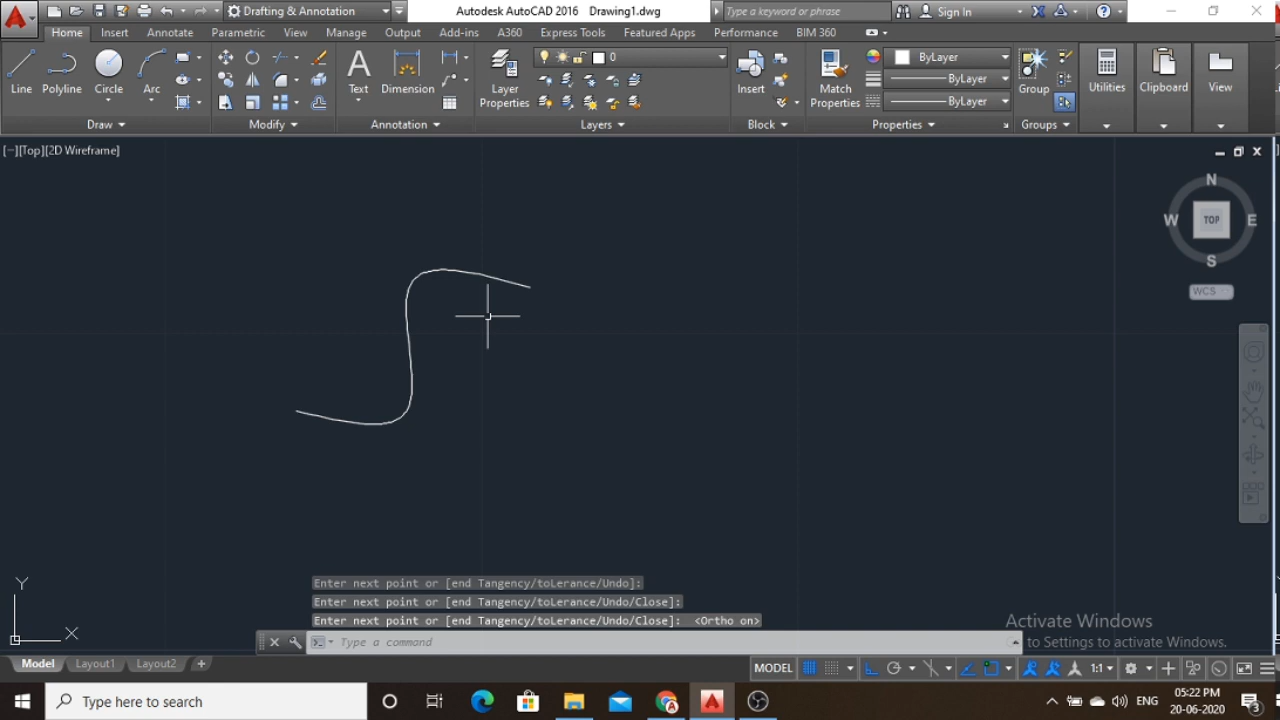 Drafting & Annotation
Autodesk AutoCAD 2016 Drawing1.dwg
Type a keyword or phrase
Sign In
Home Insert Annotate Parametric View Manage Output Add-ins A360 Express Tools Featured Apps Performance BIM 360
Line Polyline Circle Arc
Text Dimension
Layer Properties
0
Insert
Match Properties
ByLayer
ByLayer
ByLayer
Group
Utilities
Clipboard
View
Draw
Modify
Annotation
Layers
Block
Properties
Groups
[−][Top][2D Wireframe]
N
W TOP E
S
WCS
Y
X
Enter next point or [end Tangency/toLerance/Undo]:
Enter next point or [end Tangency/toLerance/Undo/Close]:
Enter next point or [end Tangency/toLerance/Undo/Close]: <Ortho on>
Type a command
Activate Windows
to Settings to activate Windows.
Model Layout1 Layout2 +
MODEL
1:1
Type here to search
ENG
05:22 PM
20-06-2020
3